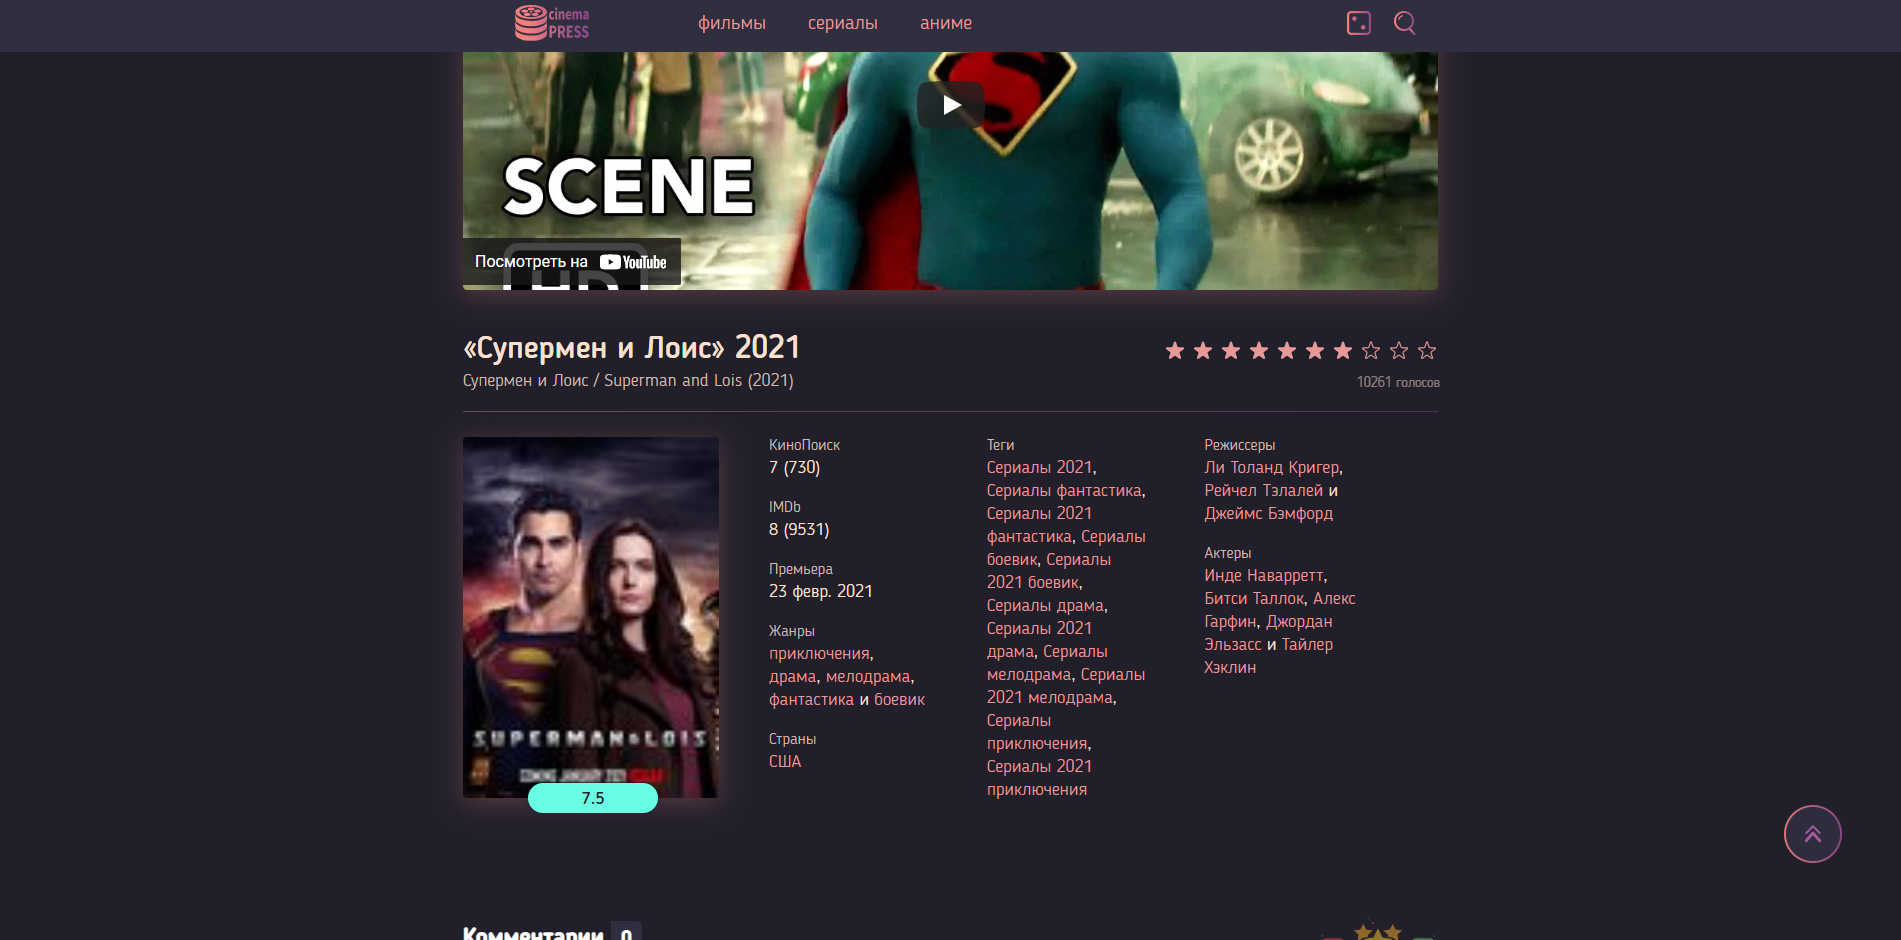 cinema
PRESS
фильмы
сериалы
аниме
SCENE
HD
Посмотреть на YouTube
«Супермен и Лоис» 2021
Супермен и Лоис / Superman and Lois (2021)
10261 голосов
SUPERMAN & LOIS
7.5
КиноПоиск
7 (730)
IMDb
8 (9531)
Премьера
23 февр. 2021
Жанры
приключения,
драма, мелодрама,
фантастика и боевик
Страны
США
Теги
Сериалы 2021,
Сериалы фантастика,
Сериалы 2021
фантастика, Сериалы
боевик, Сериалы
2021 боевик,
Сериалы драма,
Сериалы 2021
драма, Сериалы
мелодрама, Сериалы
2021 мелодрама,
Сериалы
приключения,
Сериалы 2021
приключения
Режиссеры
Ли Толанд Кригер,
Рейчел Тэлалей и
Джеймс Бэмфорд
Актеры
Инде Наварретт,
Битси Таллок, Алекс
Гарфин, Джордан
Эльзасс и Тайлер
Хэклин
Комментарии 0